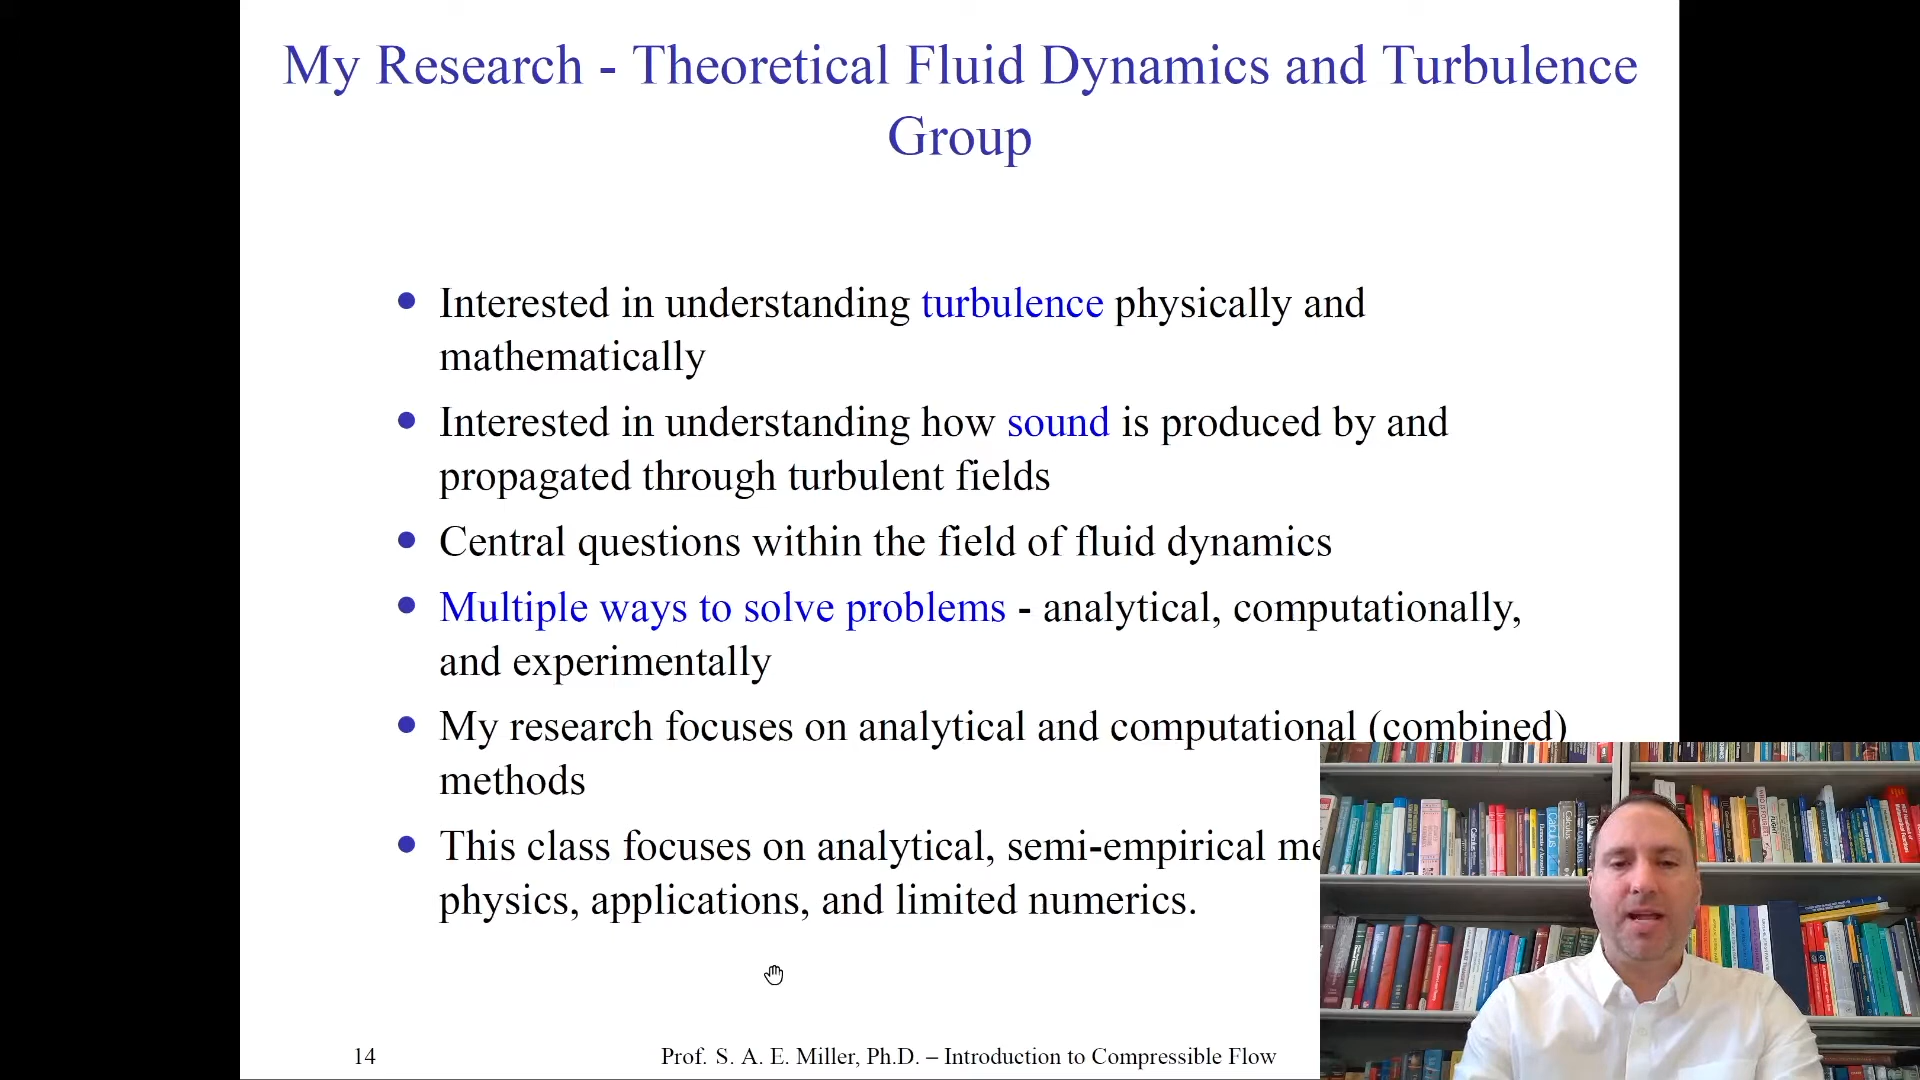 My Research - Theoretical Fluid Dynamics and Turbulence
Group
Interested in understanding turbulence physically and
mathematically
Interested in understanding how sound is produced by and
propagated through turbulent fields
Central questions within the field of fluid dynamics
Multiple ways to solve problems - analytical, computationally,
and experimentally
My research focuses on analytical and computational (combined)
methods
This class focuses on analytical, semi-empirical
physics, applications, and limited numerics.
14
Prof. S. A. E. Miller, Ph.D. – Introduction to Compressible Flow